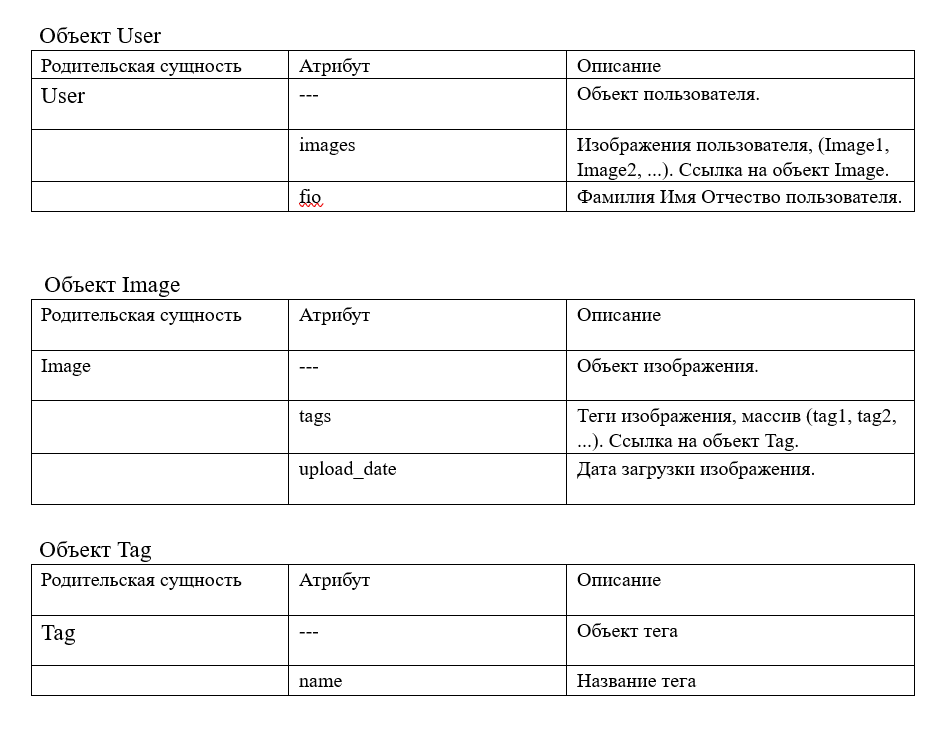 Объект User
Родительская сущность Атрибут Описание
User --- Объект пользователя.
images Изображения пользователя, (Image1,
Image2, ...). Ссылка на объект Image.
fio Фамилия Имя Отчество пользователя.
Объект Image
Родительская сущность Атрибут Описание
Image --- Объект изображения.
tags Теги изображения, массив (tag1, tag2,
...). Ссылка на объект Tag.
upload_date Дата загрузки изображения.
Объект Tag
Родительская сущность Атрибут Описание
Tag --- Объект тега
name Название тега